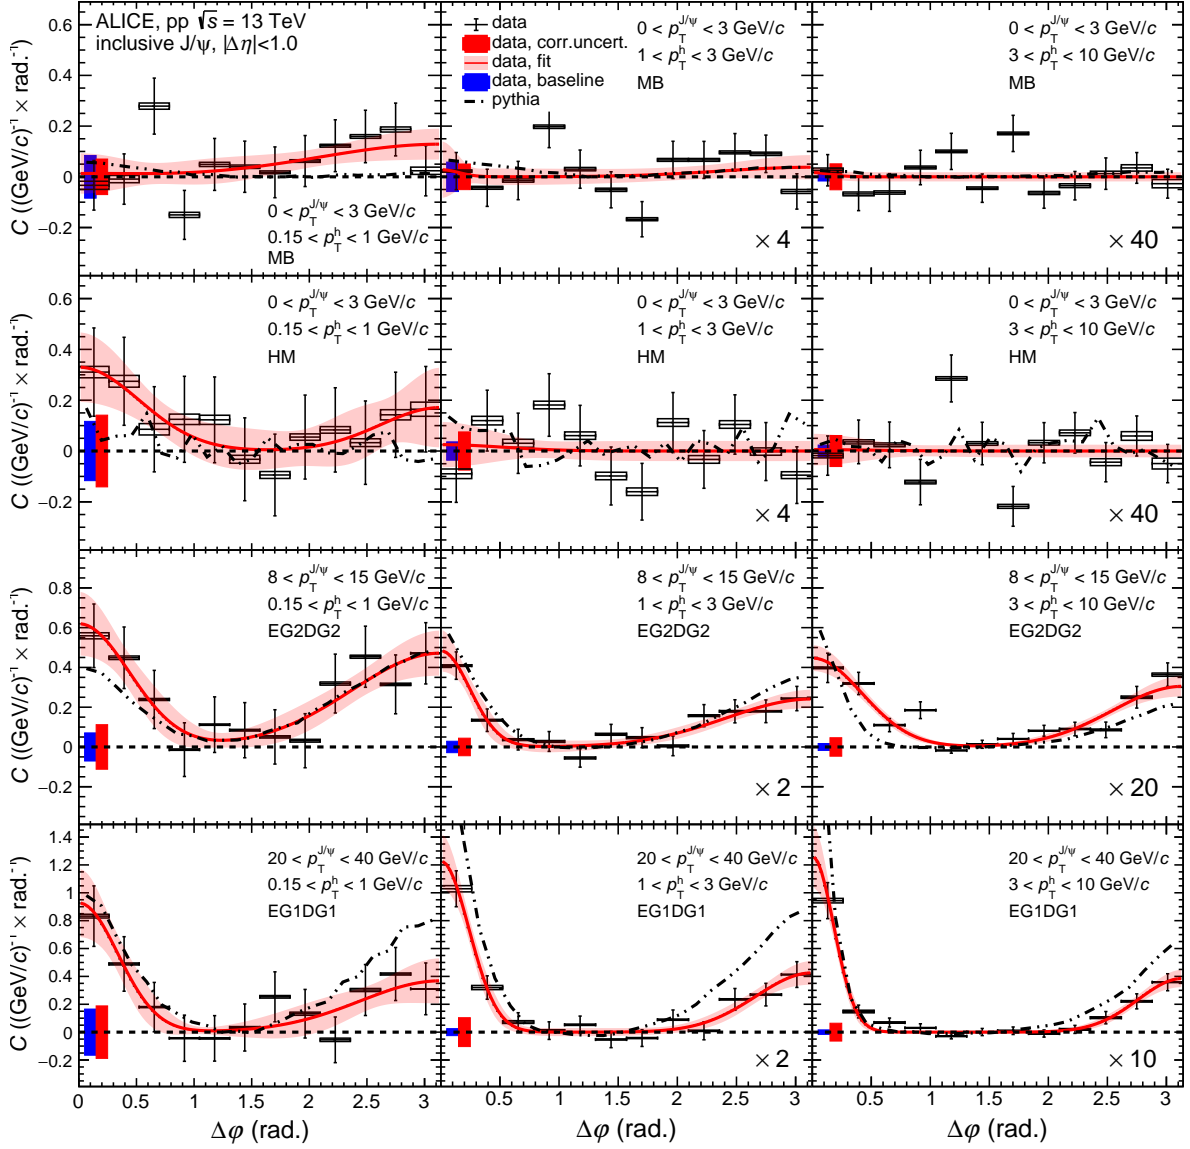 ALICE, pp √s = 13 TeV
inclusive J/ψ, |Δη|<1.0
0 < p_T^{J/ψ} < 3 GeV/c
0.15 < p_T^h < 1 GeV/c
MB
data
data, corr.uncert.
data, fit
data, baseline
pythia
0 < p_T^{J/ψ} < 3 GeV/c
1 < p_T^h < 3 GeV/c
MB
× 4
0 < p_T^{J/ψ} < 3 GeV/c
3 < p_T^h < 10 GeV/c
MB
× 40
C ((GeV/c)⁻¹ × rad.⁻¹)
0.6
0.4
0.2
0
−0.2
0 < p_T^{J/ψ} < 3 GeV/c
0.15 < p_T^h < 1 GeV/c
HM
0 < p_T^{J/ψ} < 3 GeV/c
1 < p_T^h < 3 GeV/c
HM
× 4
0 < p_T^{J/ψ} < 3 GeV/c
3 < p_T^h < 10 GeV/c
HM
× 40
C ((GeV/c)⁻¹ × rad.⁻¹)
0.6
0.4
0.2
0
−0.2
8 < p_T^{J/ψ} < 15 GeV/c
0.15 < p_T^h < 1 GeV/c
EG2DG2
8 < p_T^{J/ψ} < 15 GeV/c
1 < p_T^h < 3 GeV/c
EG2DG2
× 2
8 < p_T^{J/ψ} < 15 GeV/c
3 < p_T^h < 10 GeV/c
EG2DG2
× 20
C ((GeV/c)⁻¹ × rad.⁻¹)
0.8
0.6
0.4
0.2
0
−0.2
20 < p_T^{J/ψ} < 40 GeV/c
0.15 < p_T^h < 1 GeV/c
EG1DG1
20 < p_T^{J/ψ} < 40 GeV/c
1 < p_T^h < 3 GeV/c
EG1DG1
× 2
20 < p_T^{J/ψ} < 40 GeV/c
3 < p_T^h < 10 GeV/c
EG1DG1
× 10
C ((GeV/c)⁻¹ × rad.⁻¹)
1.4
1.2
1
0.8
0.6
0.4
0.2
0
−0.2
0 0.5 1 1.5 2 2.5 3
0.5 1 1.5 2 2.5 3
0.5 1 1.5 2 2.5 3
Δφ (rad.)
Δφ (rad.)
Δφ (rad.)